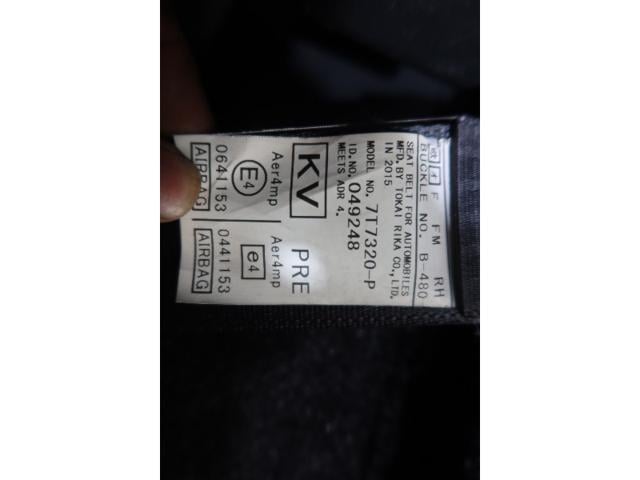 F FM RH
BUCKLE NO. B-480
SEAT BELT FOR AUTOMOBILES
MFD.BY TOKAI RIKA CO.,LTD.
IN 2015
MODEL NO. 7T7320-P
ID.NO. 049248
MEETS ADR 4.
KV PRE
Aer4mp Aer4mp
E4 e4
0641153 0441153
AIRBAG AIRBAG